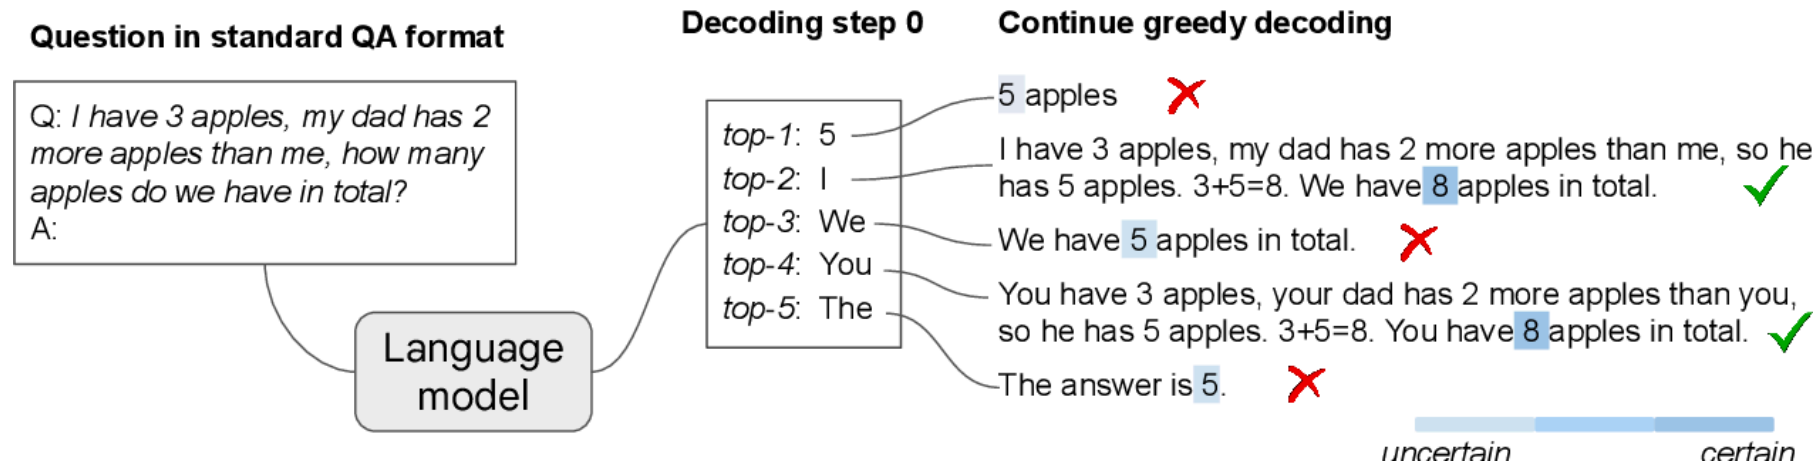 Question in standard QA format
Q: I have 3 apples, my dad has 2
more apples than me, how many
apples do we have in total?
A:
Language
model
Decoding step 0
top-1: 5
top-2: I
top-3: We
top-4: You
top-5: The
Continue greedy decoding
5 apples
I have 3 apples, my dad has 2 more apples than me, so he
has 5 apples. 3+5=8. We have 8 apples in total.
We have 5 apples in total.
You have 3 apples, your dad has 2 more apples than you,
so he has 5 apples. 3+5=8. You have 8 apples in total.
The answer is 5.
uncertain
certain